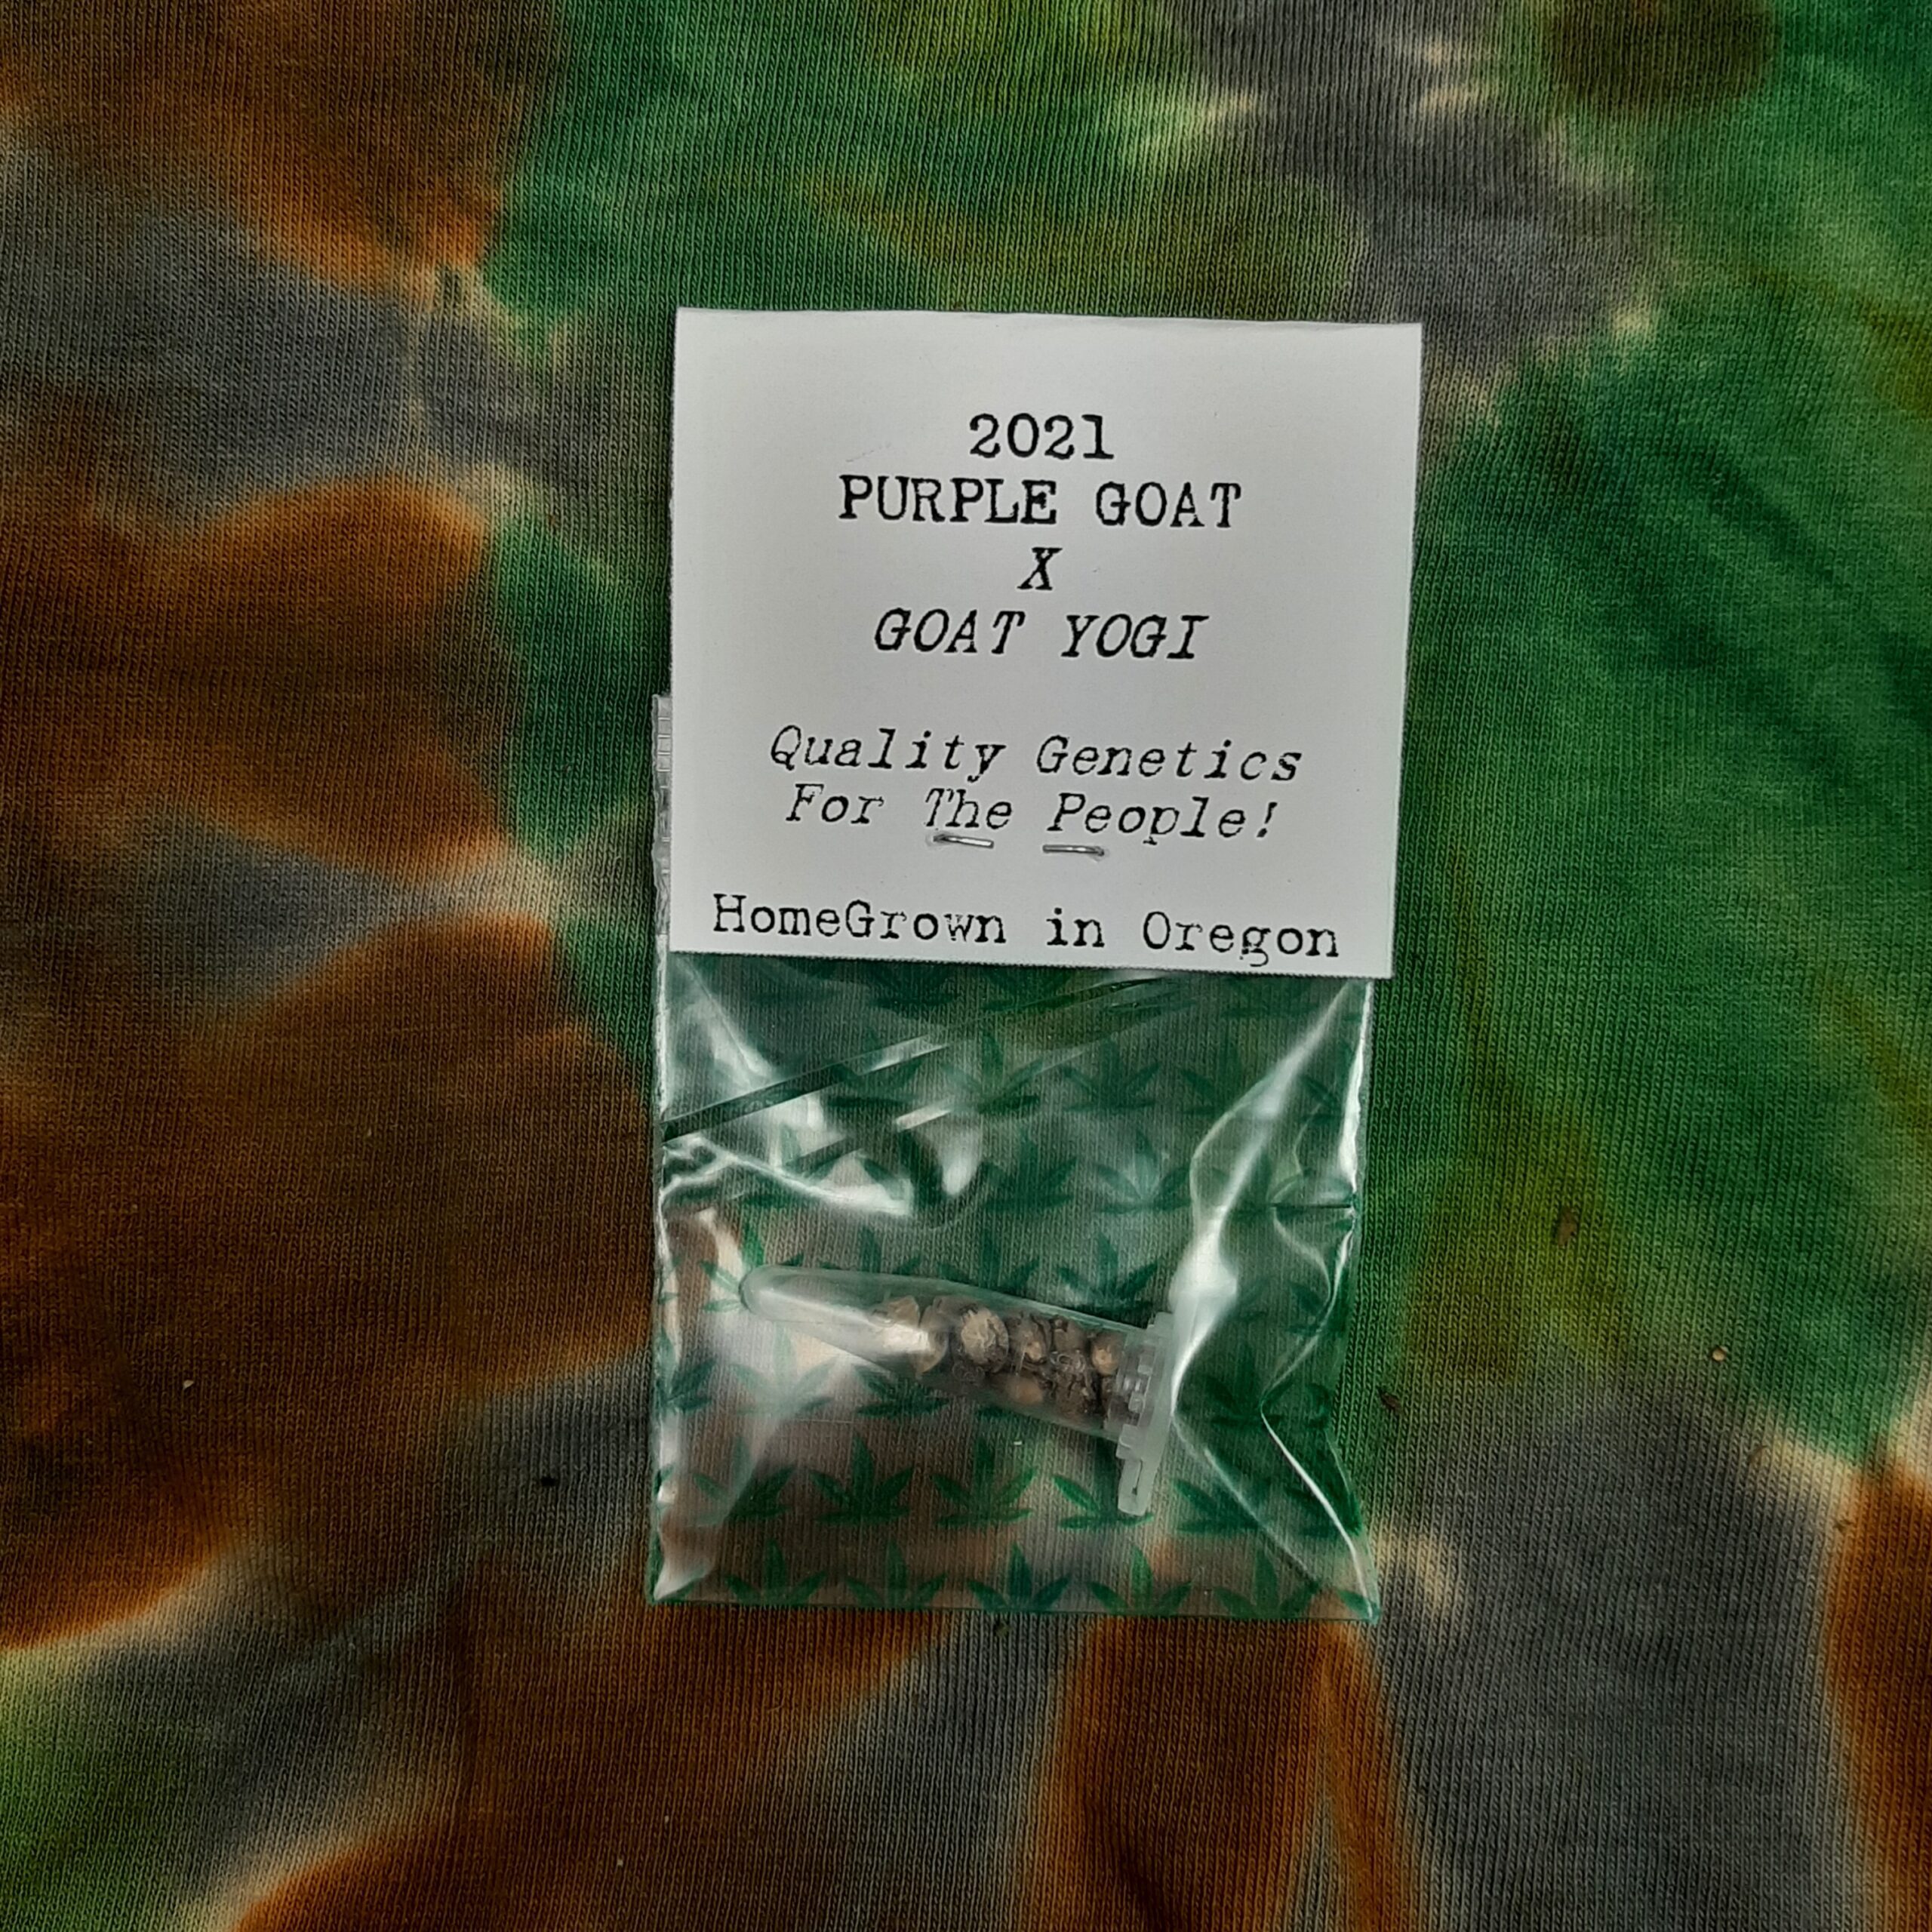 2021
PURPLE GOAT
X
GOAT YOGI
Quality Genetics
For The People!
HomeGrown in Oregon